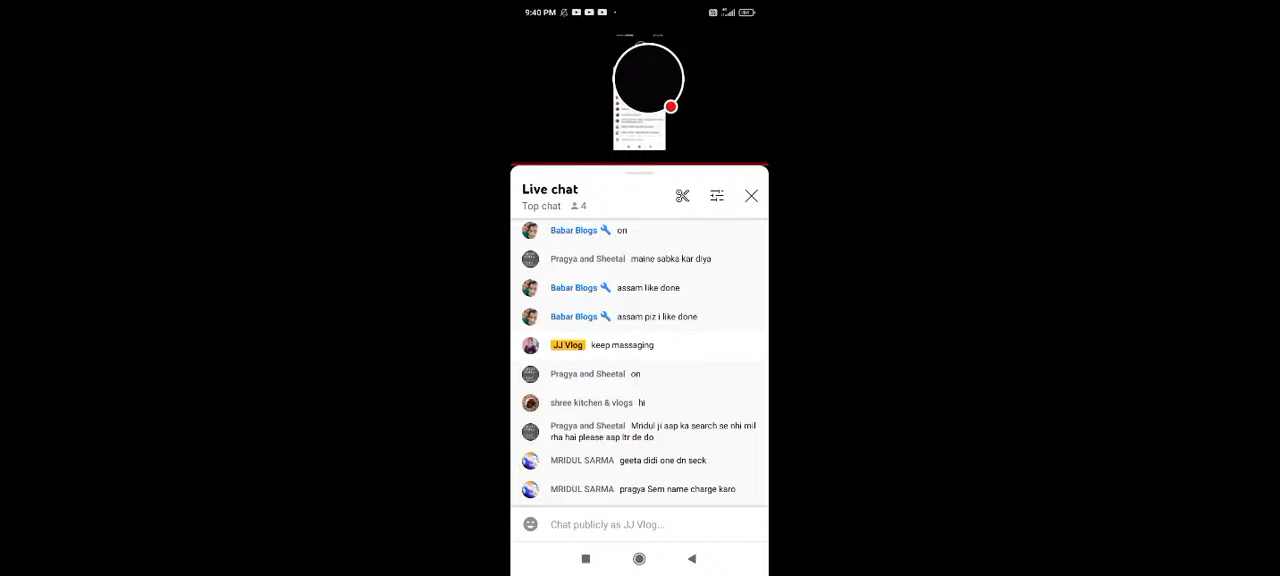 9:40 PM
Live chat
Top chat 4
Babar Blogs on
Pragya and Sheetal maine sabka kar diya
Babar Blogs assam like done
Babar Blogs assam piz i like done
JJ Vlog keep massaging
Pragya and Sheetal on
shree kitchen & vlogs hi
Pragya and Sheetal Mridul ji aap ka search se nhi mil
rha hai please aap ltr de do
MRIDUL SARMA geeta didi one dn seck
MRIDUL SARMA pragya Sem name charge karo
Chat publicly as JJ Vlog...